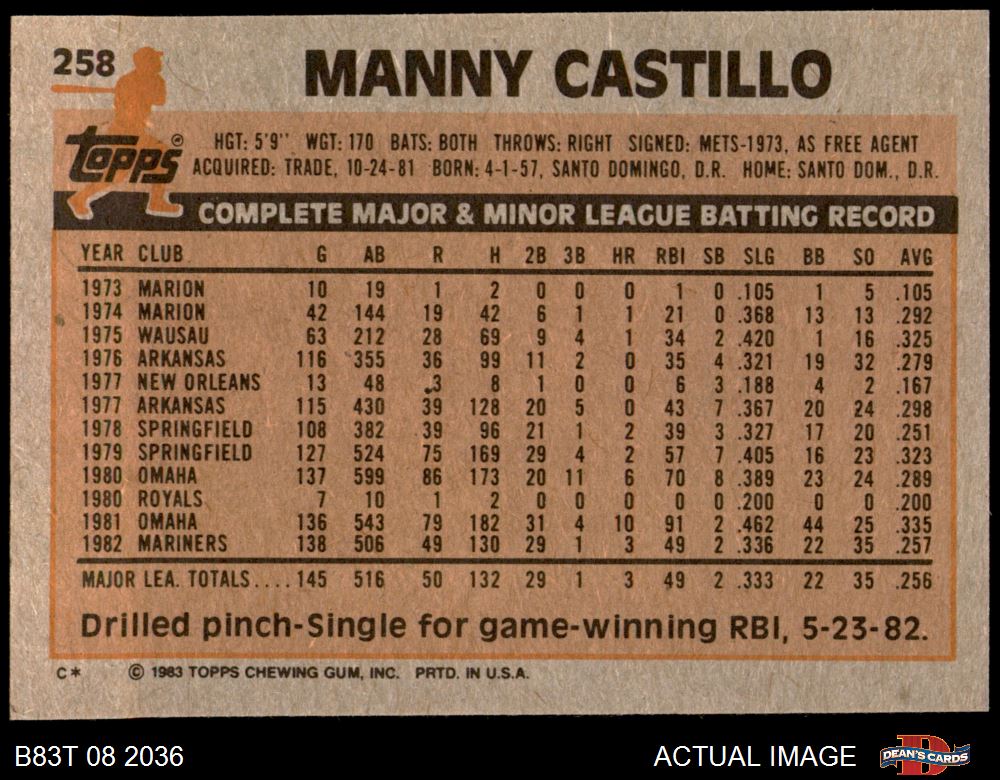 258 MANNY CASTILLO
Topps ® HGT: 5'9'' WGT: 170 BATS: BOTH THROWS: RIGHT SIGNED: METS-1973, AS FREE AGENT
ACQUIRED: TRADE, 10-24-81 BORN: 4-1-57, SANTO DOMINGO, D.R. HOME: SANTO DOM., D.R.
COMPLETE MAJOR & MINOR LEAGUE BATTING RECORD
YEAR CLUB G AB R H 2B 3B HR RBI SB SLG BB SO AVG
1973 MARION 10 19 1 2 0 0 0 1 0 .105 1 5 .105
1974 MARION 42 144 19 42 6 1 1 21 0 .368 13 13 .292
1975 WAUSAU 63 212 28 69 9 4 1 34 2 .420 1 16 .325
1976 ARKANSAS 116 355 36 99 11 2 0 35 4 .321 19 32 .279
1977 NEW ORLEANS 13 48 3 8 1 0 0 6 3 .188 4 2 .167
1977 ARKANSAS 115 430 39 128 20 5 0 43 7 .367 20 24 .298
1978 SPRINGFIELD 108 382 39 96 21 1 2 39 3 .327 17 20 .251
1979 SPRINGFIELD 127 524 75 169 29 4 2 57 7 .405 16 23 .323
1980 OMAHA 137 599 86 173 20 11 6 70 8 .389 23 24 .289
1980 ROYALS 7 10 1 2 0 0 0 0 0 .200 0 0 .200
1981 OMAHA 136 543 79 182 31 4 10 91 2 .462 44 25 .335
1982 MARINERS 138 506 49 130 29 1 3 49 2 .336 22 35 .257
MAJOR LEA. TOTALS.... 145 516 50 132 29 1 3 49 2 .333 22 35 .256
Drilled pinch-Single for game-winning RBI, 5-23-82.
C* © 1983 TOPPS CHEWING GUM, INC. PRTD. IN U.S.A.
B83T 08 2036 ACTUAL IMAGE DEAN'S CARDS